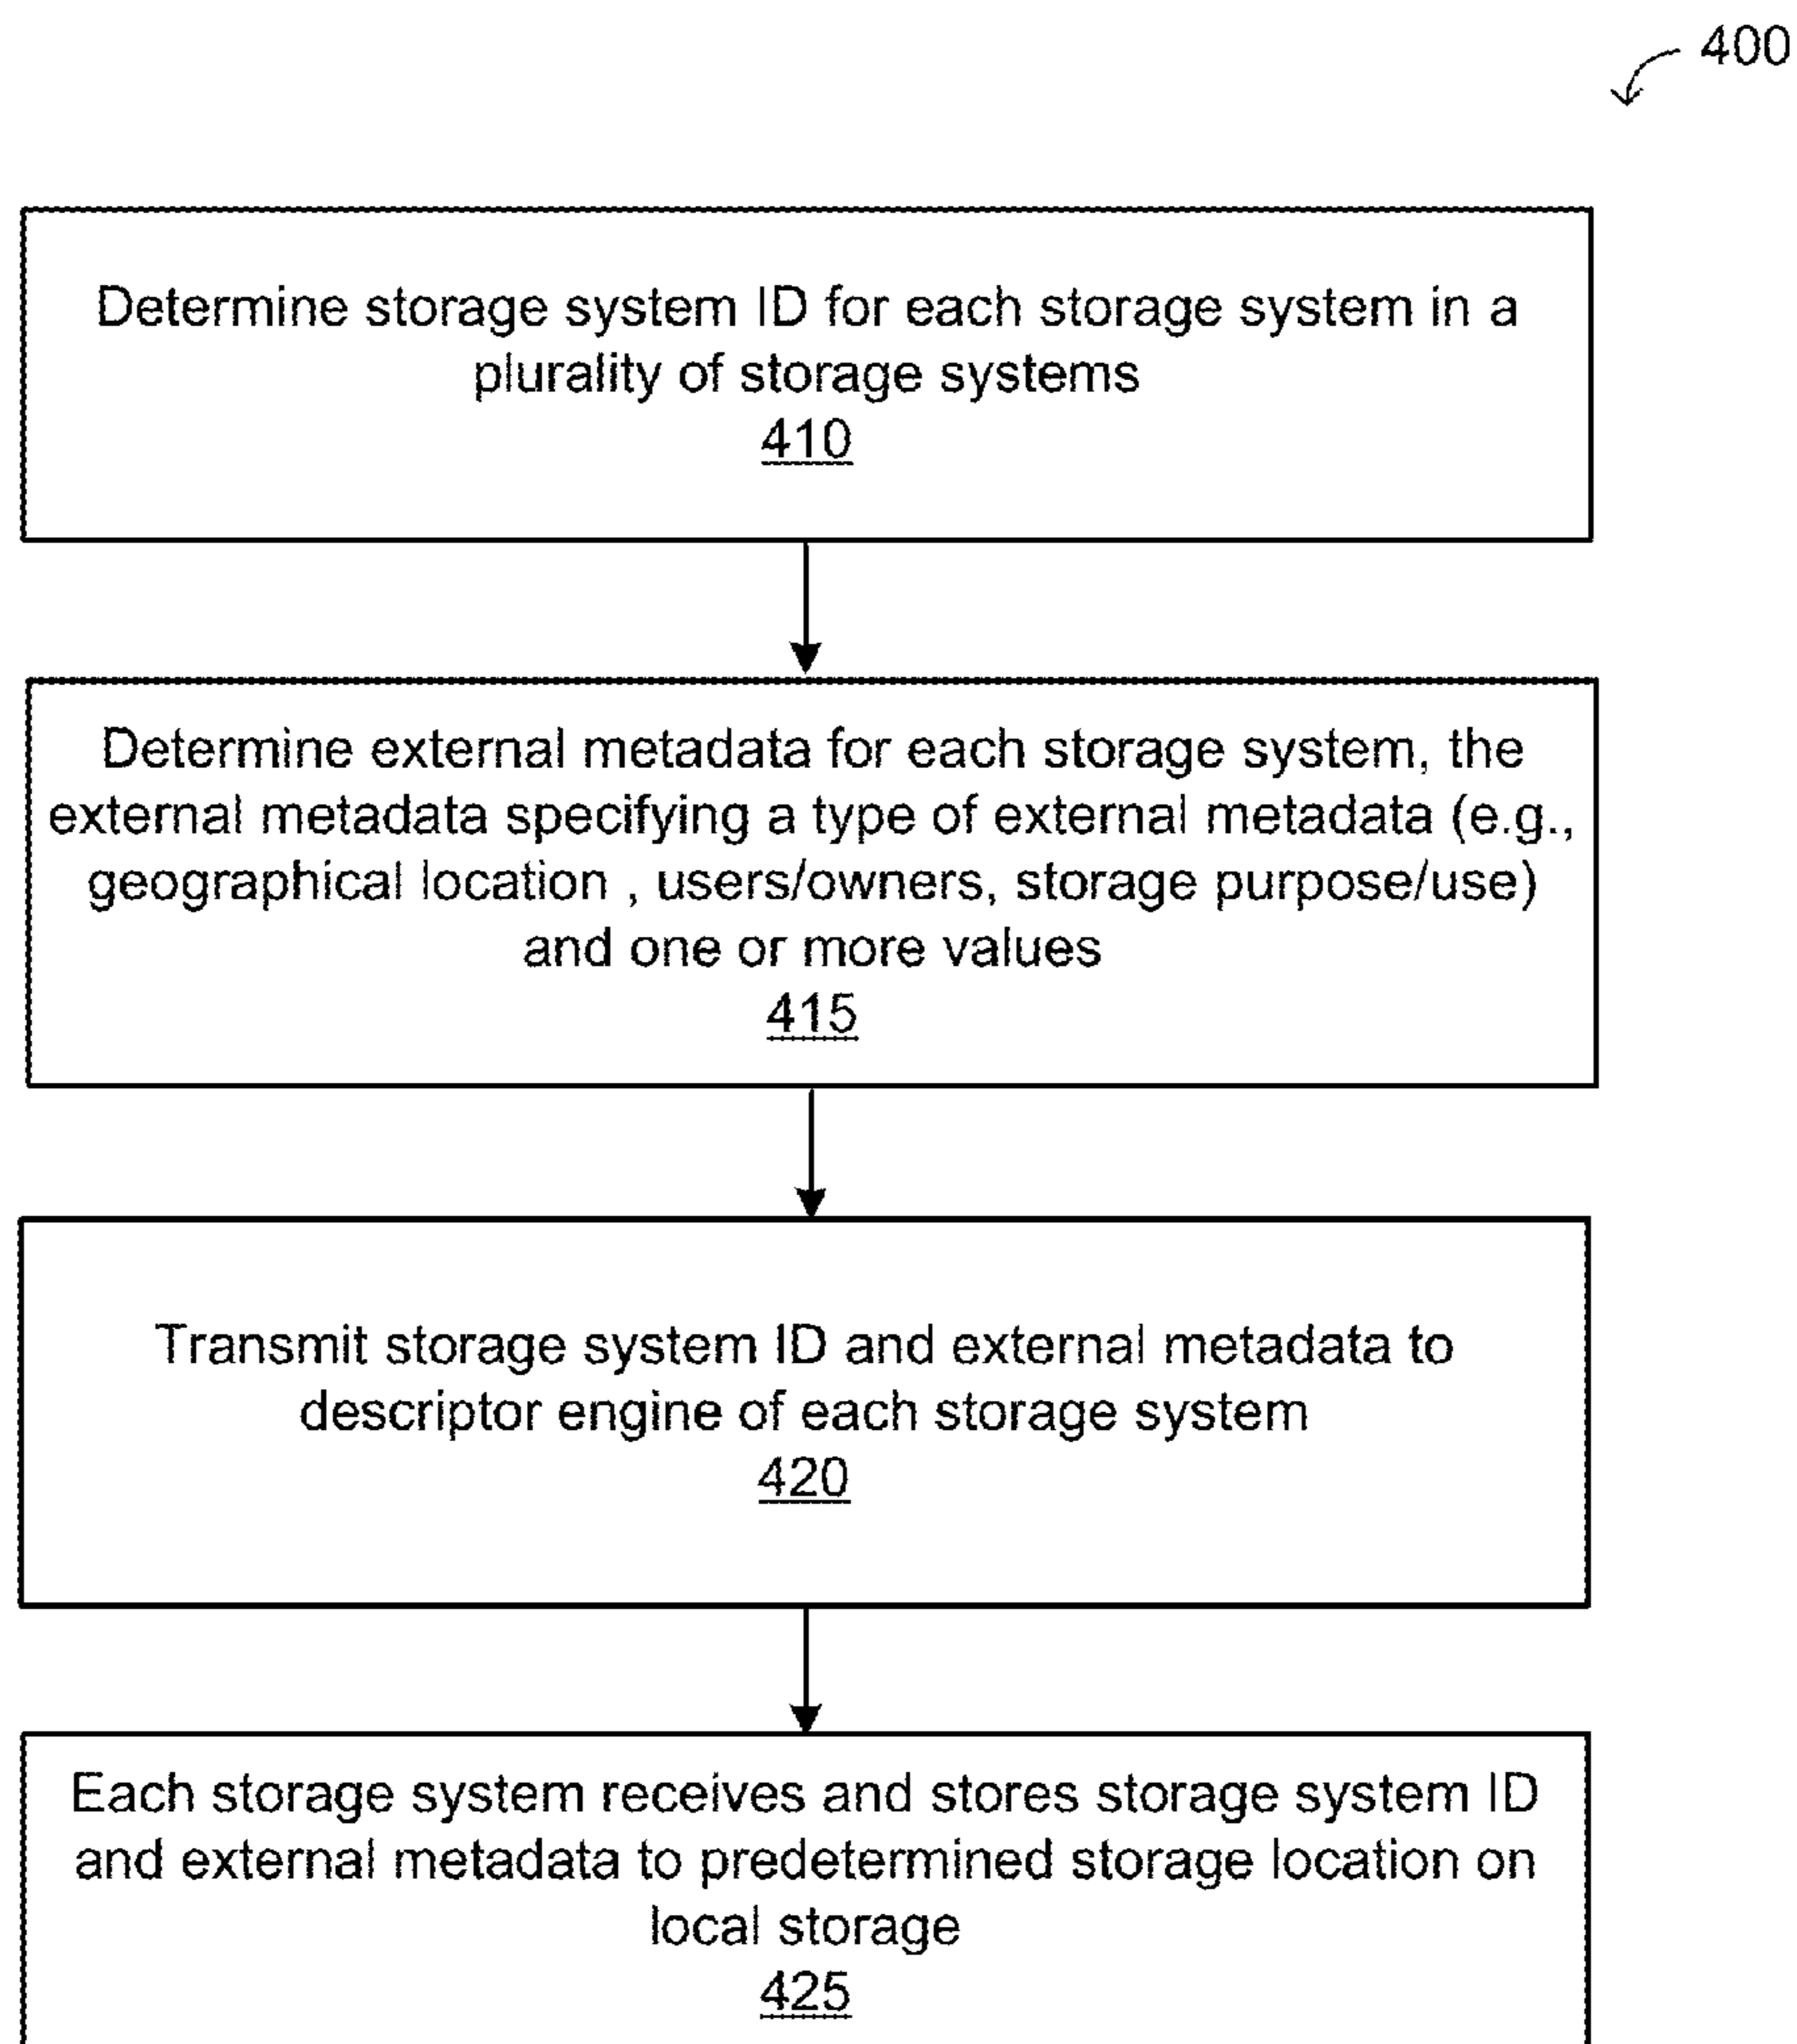 400
Determine storage system ID for each storage system in a
plurality of storage systems
410
Determine external metadata for each storage system, the
external metadata specifying a type of external metadata (e.g.,
geographical location , users/owners, storage purpose/use)
and one or more values
415
Transmit storage system ID and external metadata to
descriptor engine of each storage system
420
Each storage system receives and stores storage system ID
and external metadata to predetermined storage location on
local storage
425